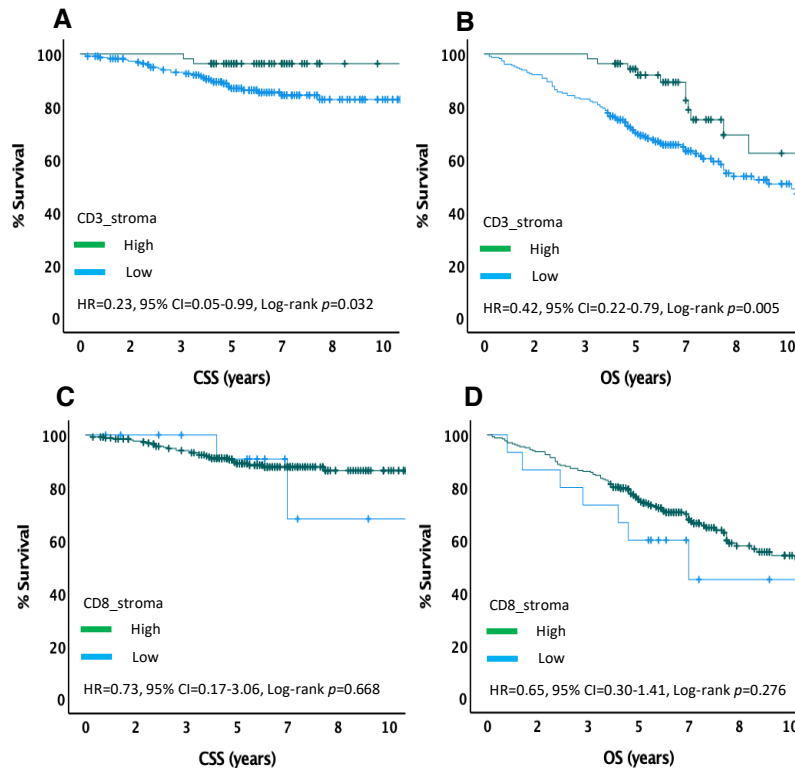 A
% Survival
100
80
60
40
20
0
CD3_stroma
High
Low
HR=0.23, 95% CI=0.05-0.99, Log-rank p=0.032
0 2 3 5 7 8 10
CSS (years)
B
% Survival
100
80
60
40
20
0
CD3_stroma
High
Low
HR=0.42, 95% CI=0.22-0.79, Log-rank p=0.005
0 2 3 5 7 8 10
OS (years)
C
% Survival
100
80
60
40
20
0
CD8_stroma
High
Low
HR=0.73, 95% CI=0.17-3.06, Log-rank p=0.668
0 2 3 5 7 8 10
CSS (years)
D
% Survival
100
80
60
40
20
0
CD8_stroma
High
Low
HR=0.65, 95% CI=0.30-1.41, Log-rank p=0.276
0 2 3 5 7 8 10
OS (years)